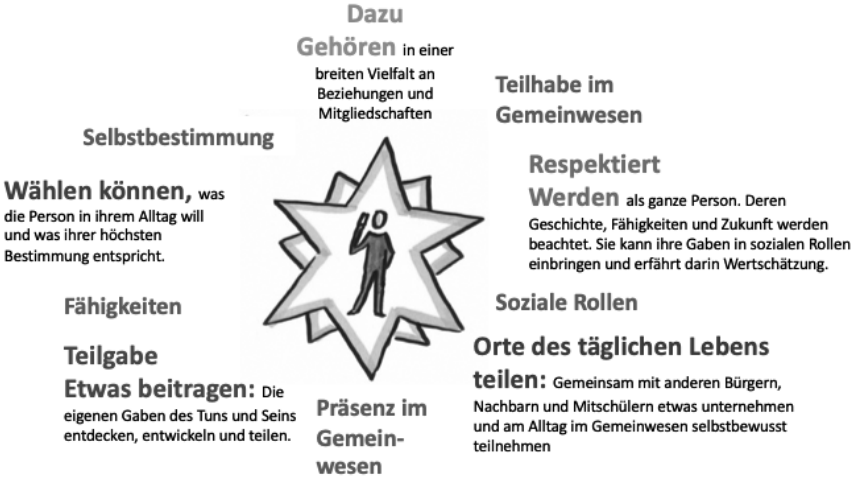 Dazu
Gehören in einer
breiten Vielfalt an
Beziehungen und
Mitgliedschaften
Teilhabe im
Gemeinwesen
Respektiert
Werden als ganze Person. Deren
Geschichte, Fähigkeiten und Zukunft werden
beachtet. Sie kann ihre Gaben in sozialen Rollen
einbringen und erfährt darin Wertschätzung.
Soziale Rollen
Orte des täglichen Lebens
teilen: Gemeinsam mit anderen Bürgern,
Nachbarn und Mitschülern etwas unternehmen
und am Alltag im Gemeinwesen selbstbewusst
teilnehmen
Präsenz im
Gemein-
wesen
Teilgabe
Etwas beitragen: Die
eigenen Gaben des Tuns und Seins
entdecken, entwickeln und teilen.
Fähigkeiten
Wählen können, was
die Person in ihrem Alltag will
und was ihrer höchsten
Bestimmung entspricht.
Selbstbestimmung